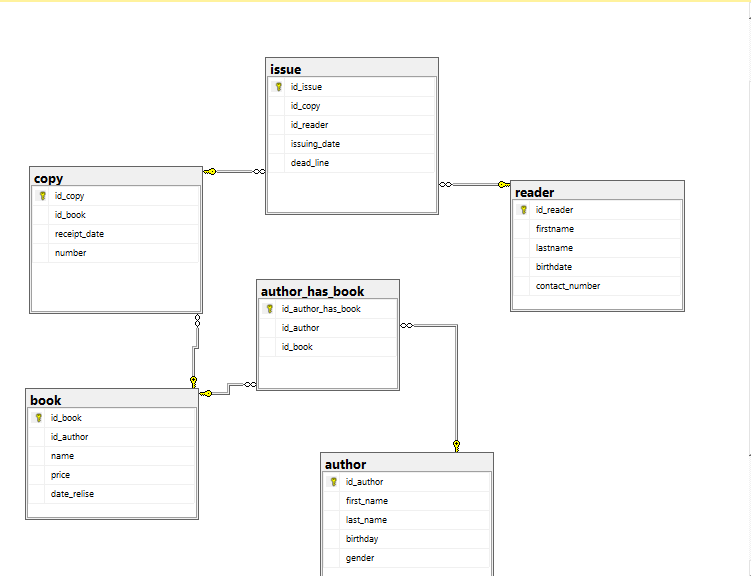 issue
id_issue
id_copy
id_reader
issuing_date
dead_line
copy
id_copy
id_book
receipt_date
number
reader
id_reader
firstname
lastname
birthdate
contact_number
author_has_book
id_author_has_book
id_author
id_book
book
id_book
id_author
name
price
date_relise
author
id_author
first_name
last_name
birthday
gender